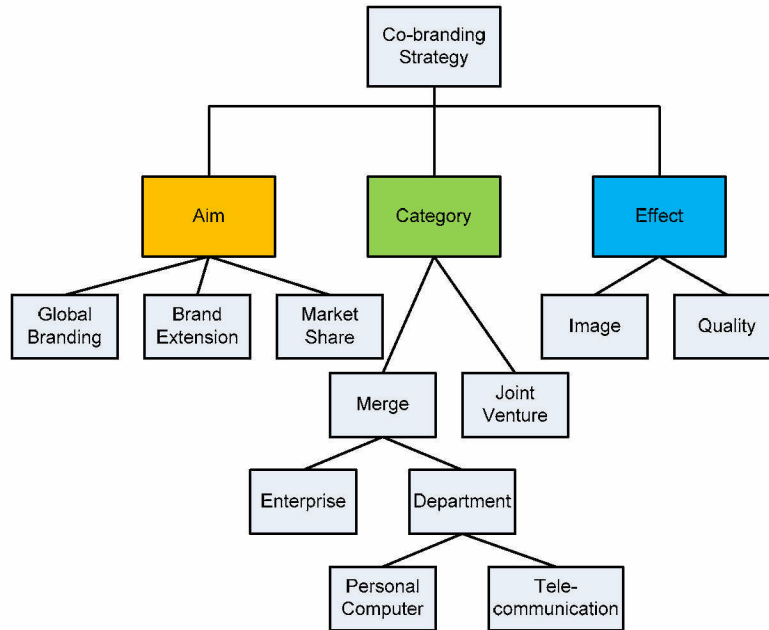 Co-branding
Strategy
Aim
Category
Effect
Global
Branding
Brand
Extension
Market
Share
Image
Quality
Merge
Joint
Venture
Enterprise
Department
Personal
Computer
Tele-
communication